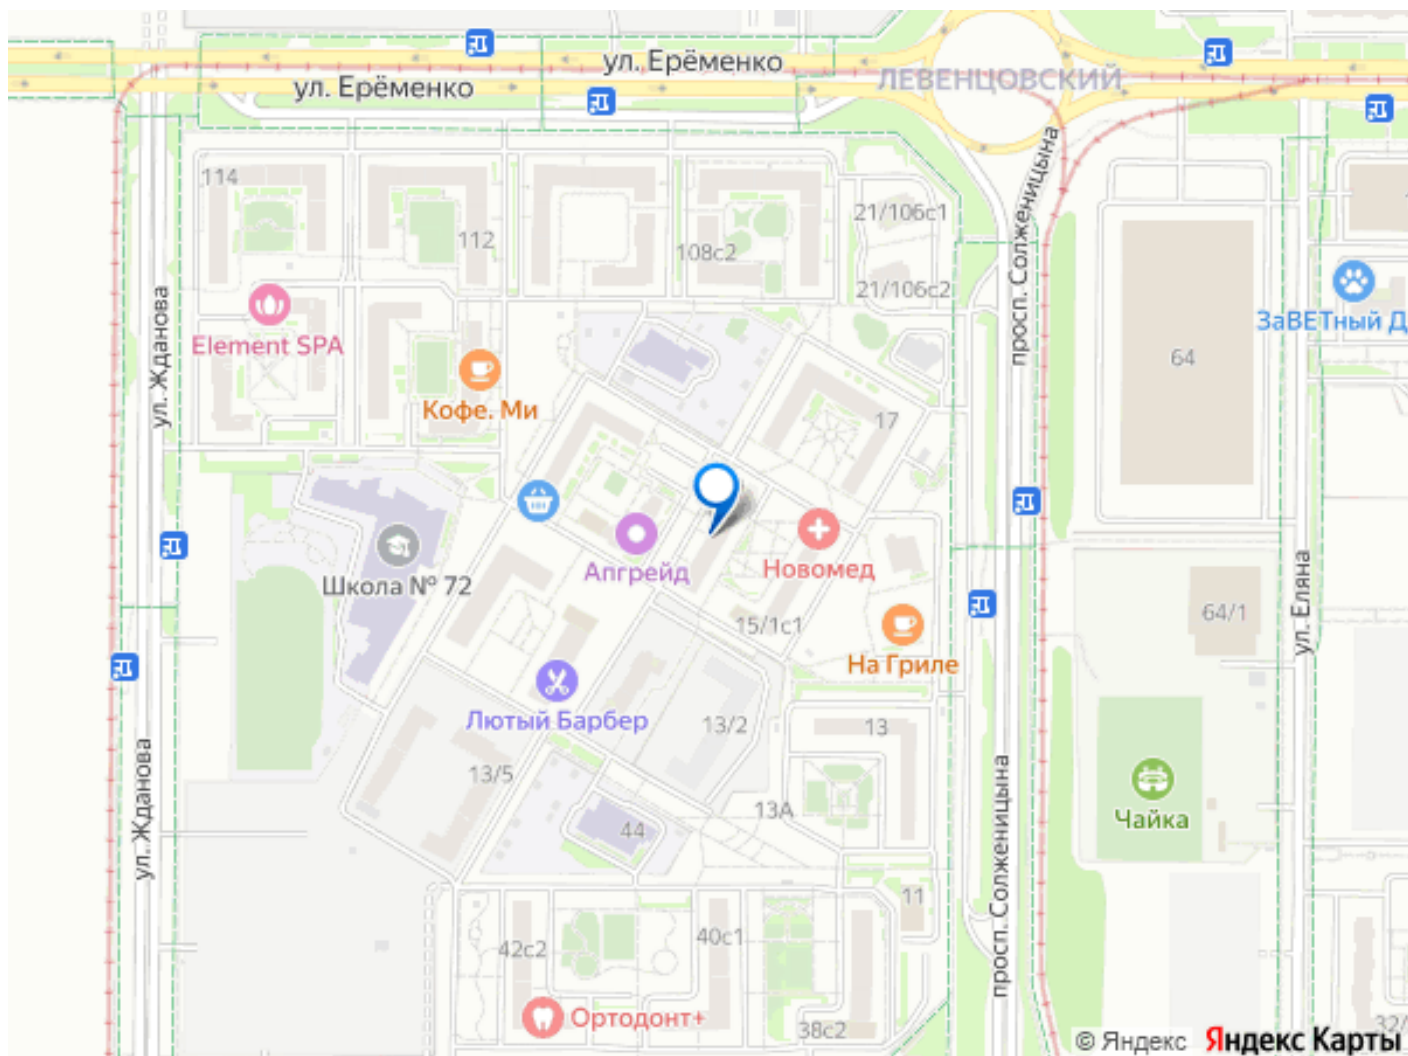 ул. Ерёменко
ул. Ерёменко
ЛЕВЕНЦОВСКИЙ
114
112
108с2
21/106с1
21/106с2
просп. Солженицына
ул. Жданова
Element SPA
Кофе. Ми
17
64
ЗаВЕТный Д
Школа № 72
Апгрейд
Новомед
15/1с1
На Гриле
64/1
ул. Еляна
Лютый Барбер
13/2
13
13/5
13А
44
Чайка
ул. Жданова
просп. Солженицына
11
42с2
40с1
38с2
Ортодонт+
32/
© Яндекс Яндекс Карты